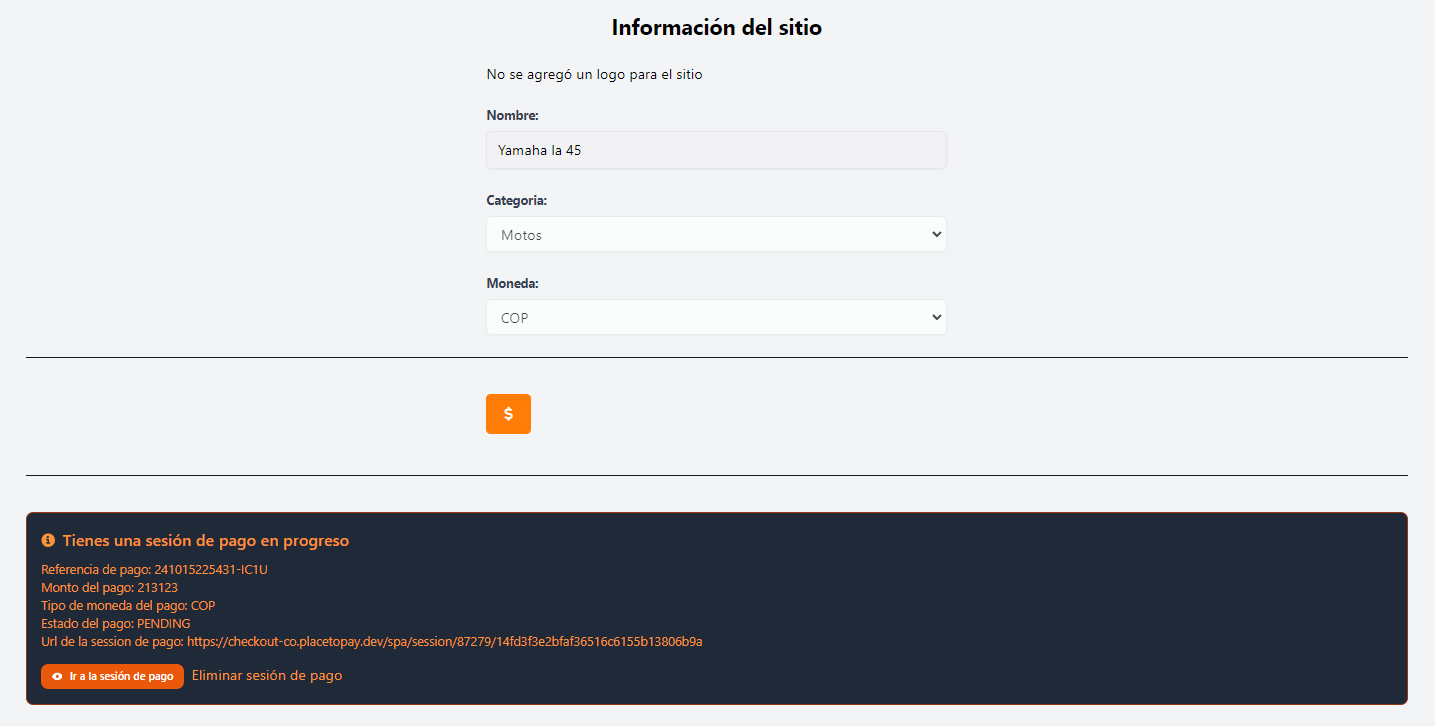 Información del sitio
No se agregó un logo para el sitio
Nombre:
Yamaha la 45
Categoria:
Motos
Moneda:
COP
$
Tienes una sesión de pago en progreso
Referencia de pago: 241015225431-IC1U
Monto del pago: 213123
Tipo de moneda del pago: COP
Estado del pago: PENDING
Url de la session de pago: https://checkout-co.placetopay.dev/spa/session/87279/14fd3f3e2bfaf36516c6155b13806b9a
Ir a la sesión de pago Eliminar sesión de pago